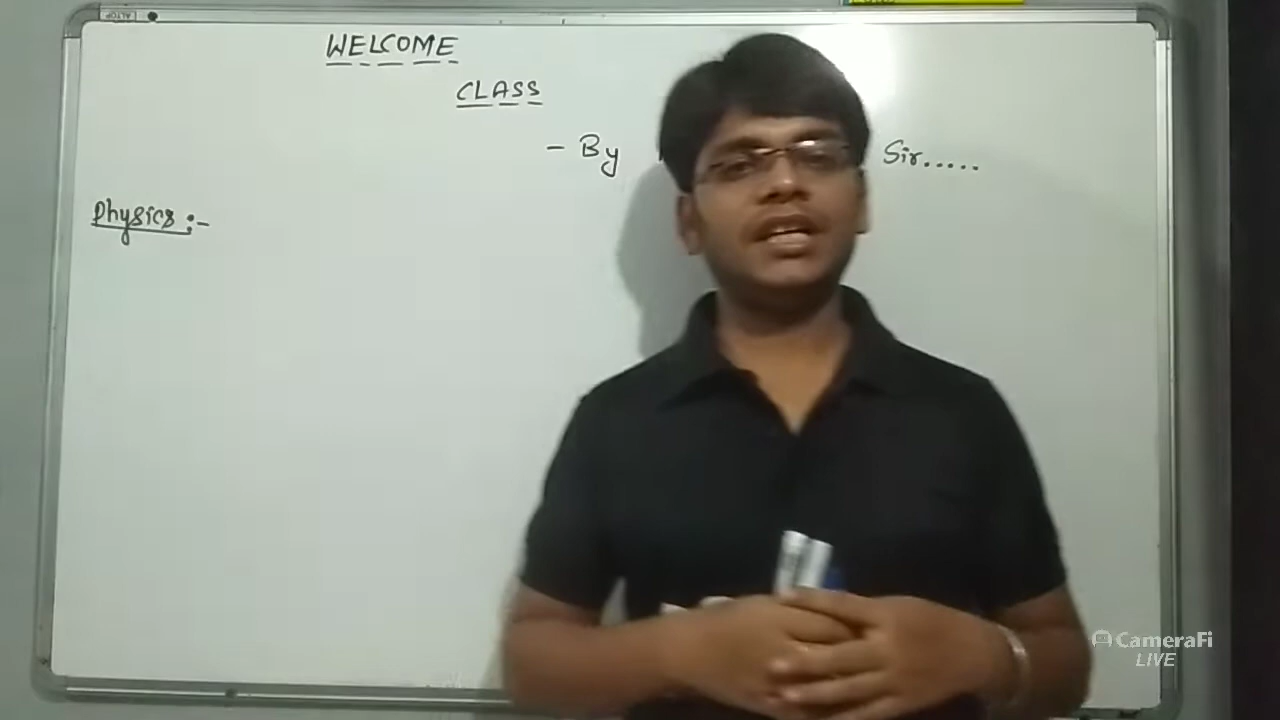 WELCOME
CLASS
- By Sir.....
Physics :-
CameraFi
LIVE